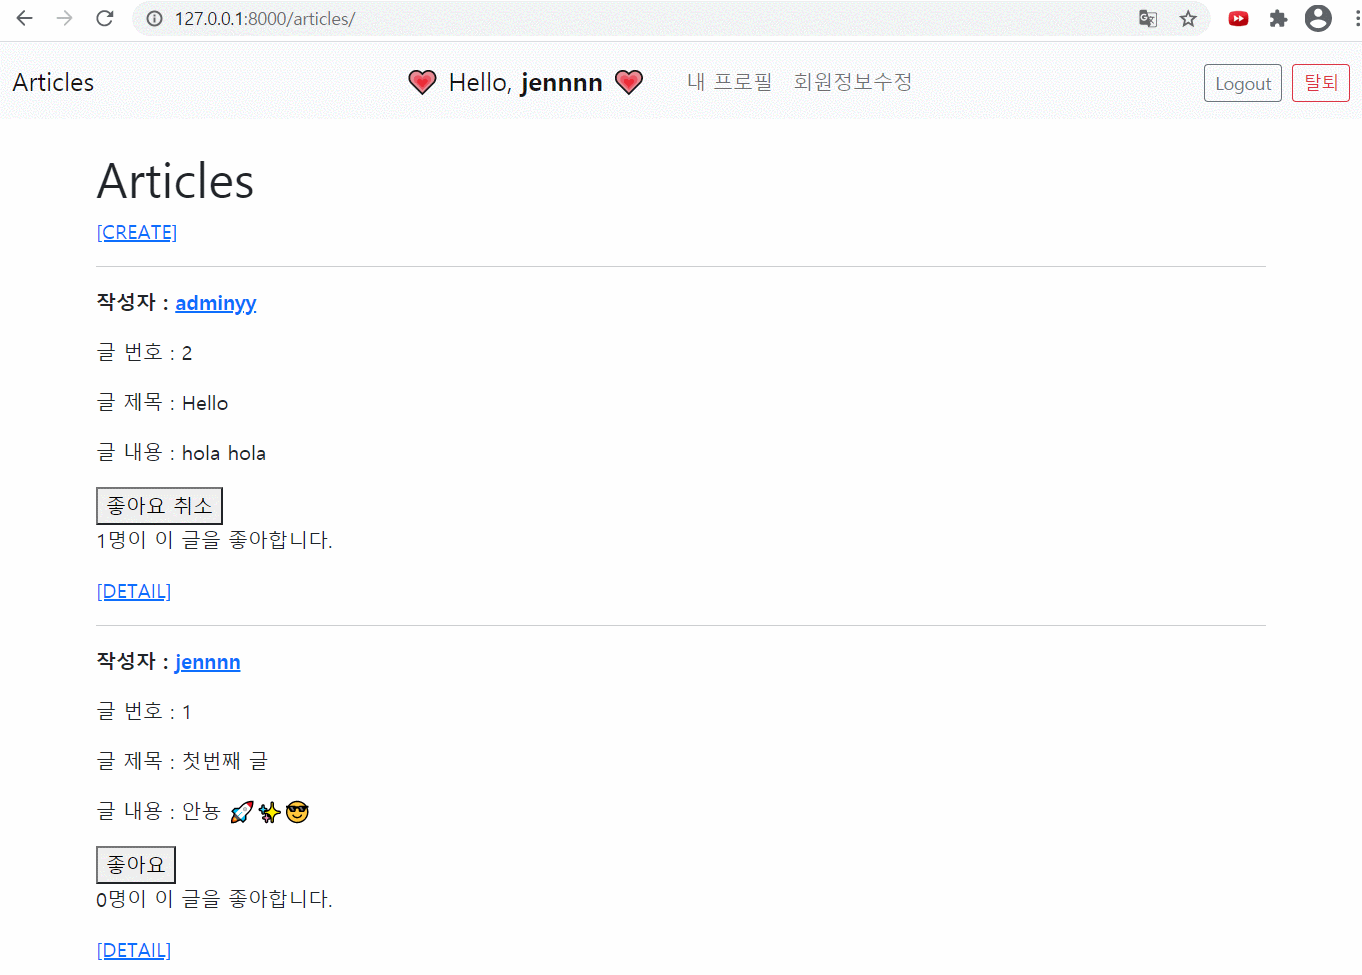 127.0.0.1:8000/articles/
Articles
💗 Hello, jennnn 💗
내 프로필
회원정보수정
Logout
탈퇴
Articles
[CREATE]
작성자 : adminyy
글 번호 : 2
글 제목 : Hello
글 내용 : hola hola
좋아요 취소
1명이 이 글을 좋아합니다.
[DETAIL]
작성자 : jennnn
글 번호 : 1
글 제목 : 첫번째 글
글 내용 : 안뇽 🚀✨😎
좋아요
0명이 이 글을 좋아합니다.
[DETAIL]